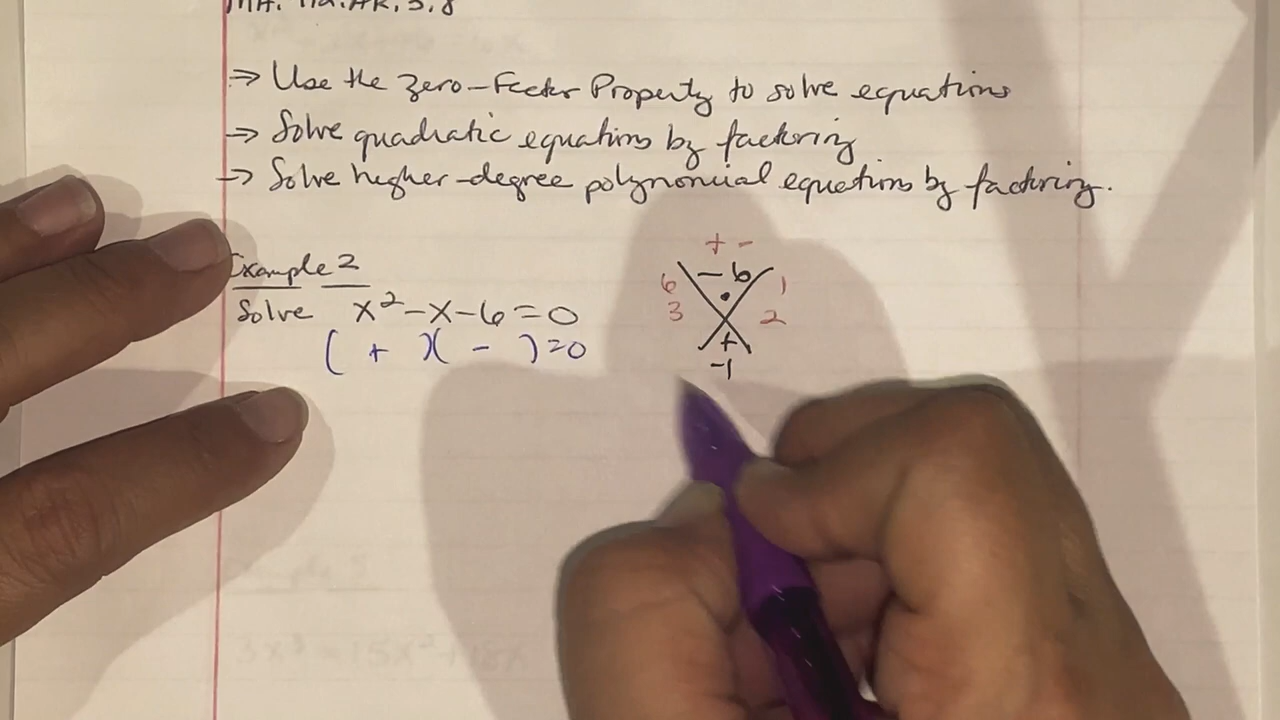 → Use the Zero-Factor Property to solve equations
→ Solve quadratic equations by factoring
→ Solve higher-degree polynomial equations by factoring.
Example 2
Solve x²-x-6=0
( + )( - )=0
+ -
-6
6 1
3 • 2
+
-1